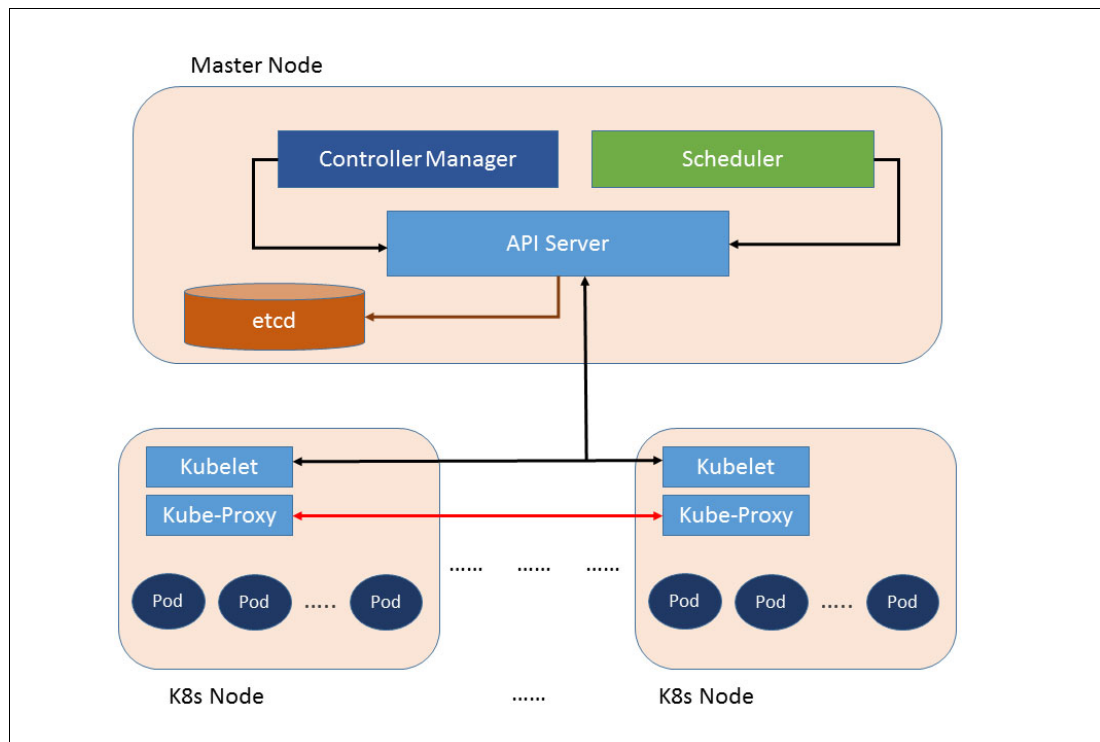 Master Node
Controller Manager
Scheduler
API Server
etcd
Kubelet
Kubelet
Kube-Proxy
Kube-Proxy
...... ...... ......
Pod Pod ..... Pod
Pod Pod ..... Pod
K8s Node
......
K8s Node